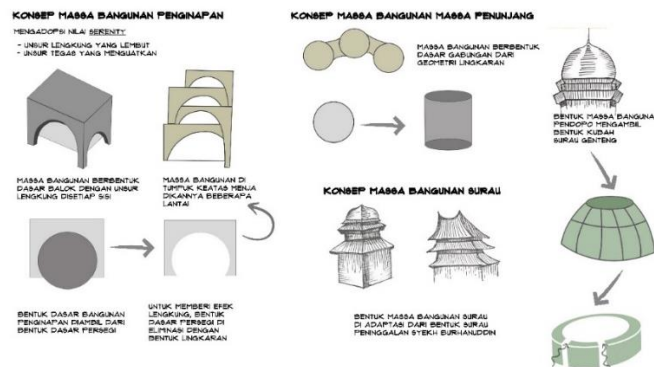 KONSEP MASSA BANGUNAN PENGINAPAN
MENGADOPSI NILAI SERENITY
- UNSUR LENGKUNG YANG LEMBUT
- UNSUR TEGAS YANG MENGUATKAN
MASSA BANGUNAN BERBENTUK
DASAR BALOK DENGAN UNSUR
LENGKUNG DISETIAP SISI
MASSA BANGUNAN DI
TUMPUK KEATAS MENJA
DIKANNYA BEBERAPA
LANTAI
BENTUK DASAR BANGUNAN
PENGINAPAN DIAMBIL DARI
BENTUK DASAR PERSEGI
UNTUK MEMBERI EFEK
LENGKUNG, BENTUK
DASAR PERSEGI DI
ELIMINASI DENGAN
BENTUK LINGKARAN
KONSEP MASSA BANGUNAN MASSA PENUNJANG
MASSA BANGUNAN BERBENTUK
DASAR GABUNGAN DARI
GEOMETRI LINGKARAN
BENTUK MASSA BANGUNA
PENDOPO MENGAMBIL
BENTUK KUBAH
SURAU GENTENG
KONSEP MASSA BANGUNAN SURAU
BENTUK MASSA BANGUNAN SURAU
DI ADAPTASI DARI BENTUK SURAU
PENINGGALAN SYEKH BURHANUDDIN